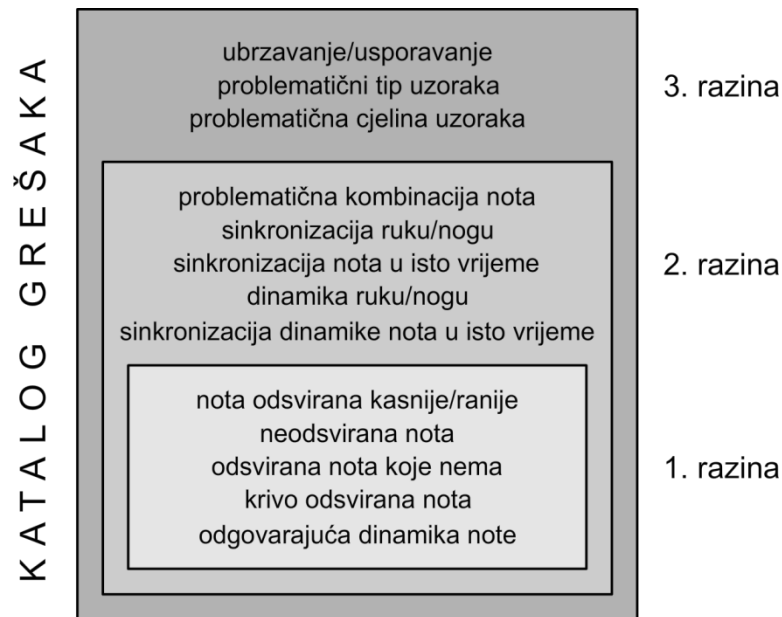 KATALOG GREŠAKA
ubrzavanje/usporavanje
problematični tip uzoraka
problematična cjelina uzoraka
3. razina
problematična kombinacija nota
sinkronizacija ruku/nogu
sinkronizacija nota u isto vrijeme
dinamika ruku/nogu
sinkronizacija dinamike nota u isto vrijeme
2. razina
nota odsvirana kasnije/ranije
neodsvirana nota
odsvirana nota koje nema
krivo odsvirana nota
odgovarajuća dinamika note
1. razina